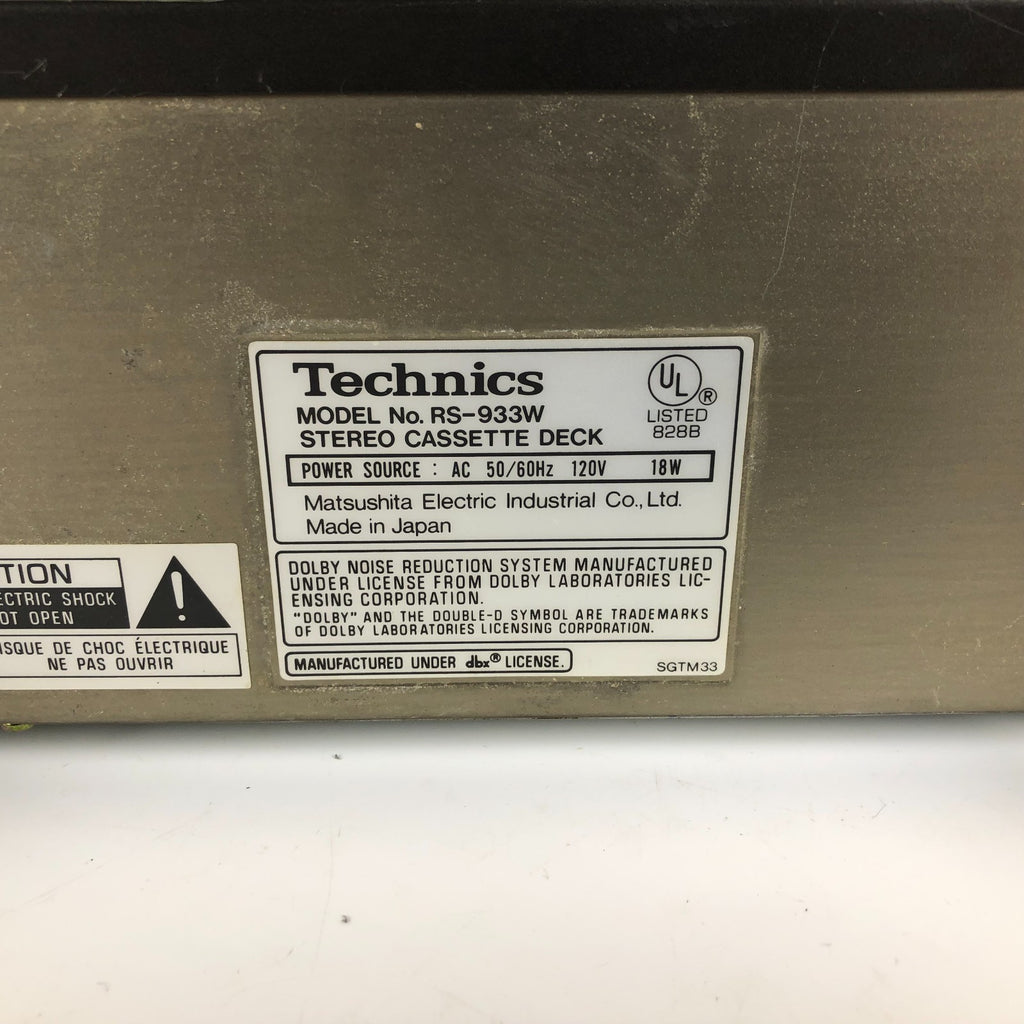 Technics
MODEL No. RS-933W
STEREO CASSETTE DECK
UL ®
LISTED
828B
POWER SOURCE : AC 50/60Hz 120V 18W
Matsushita Electric Industrial Co., Ltd.
Made in Japan
DOLBY NOISE REDUCTION SYSTEM MANUFACTURED
UNDER LICENSE FROM DOLBY LABORATORIES LIC-
ENSING CORPORATION.
"DOLBY" AND THE DOUBLE-D SYMBOL ARE TRADEMARKS
OF DOLBY LABORATORIES LICENSING CORPORATION.
MANUFACTURED UNDER dbx® LICENSE.
SGTM33
TION
ECTRIC SHOCK
OT OPEN
!
ISQUE DE CHOC ÉLECTRIQUE
NE PAS OUVRIR